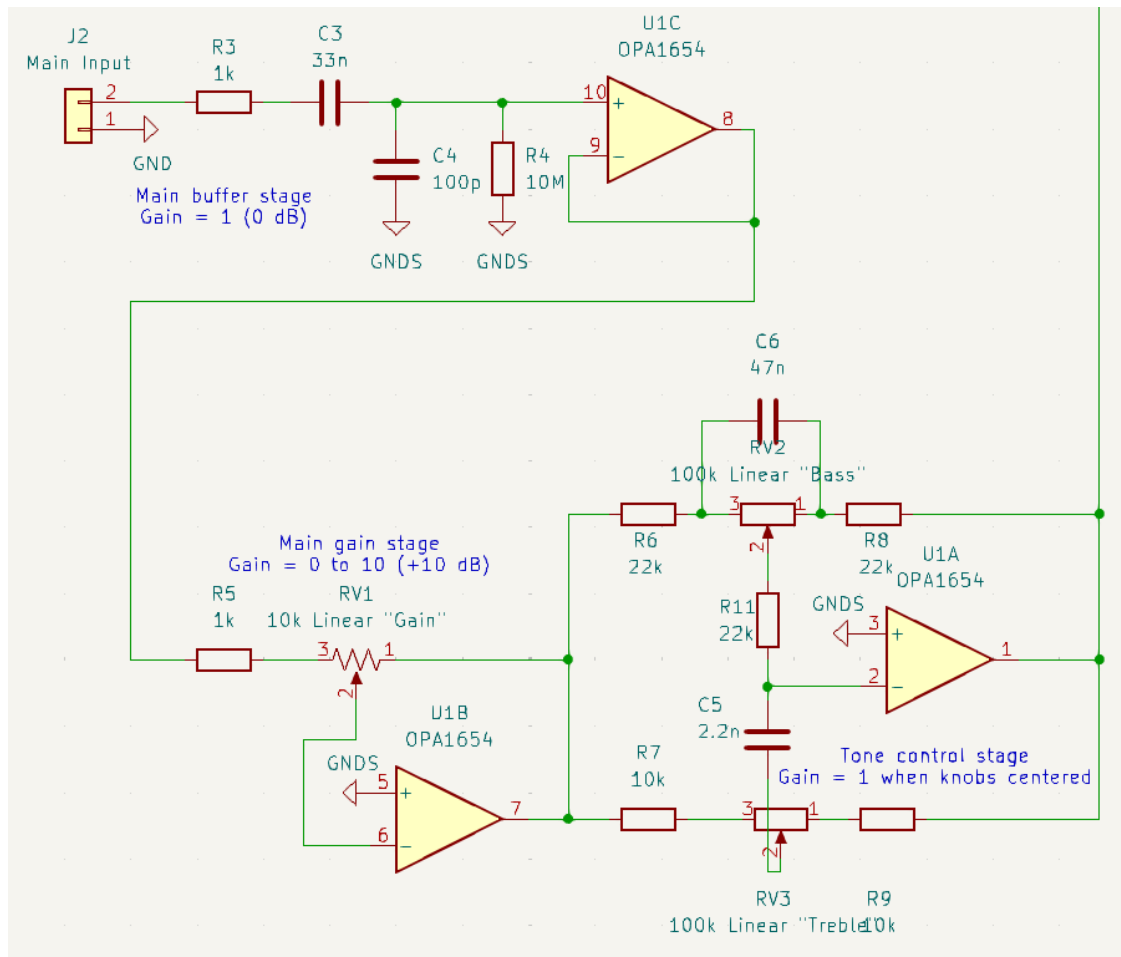 J2
Main Input
2
1
GND
R3
1k
C3
33n
C4
100p
GNDS
R4
10M
GNDS
U1C
OPA1654
10
9
8
+
-
Main buffer stage
Gain = 1 (0 dB)
C6
47n
RV2
100k Linear "Bass"
3
1
2
R6
22k
R8
22k
Main gain stage
Gain = 0 to 10 (+10 dB)
R5
1k
RV1
10k Linear "Gain"
3
1
2
R11
22k
GNDS
U1A
OPA1654
3
2
1
+
-
C5
2.2n
U1B
OPA1654
GNDS
5
6
7
+
-
R7
10k
Tone control stage
Gain = 1 when knobs centered
3
1
2
RV3
100k Linear "Treble"
R9
10k